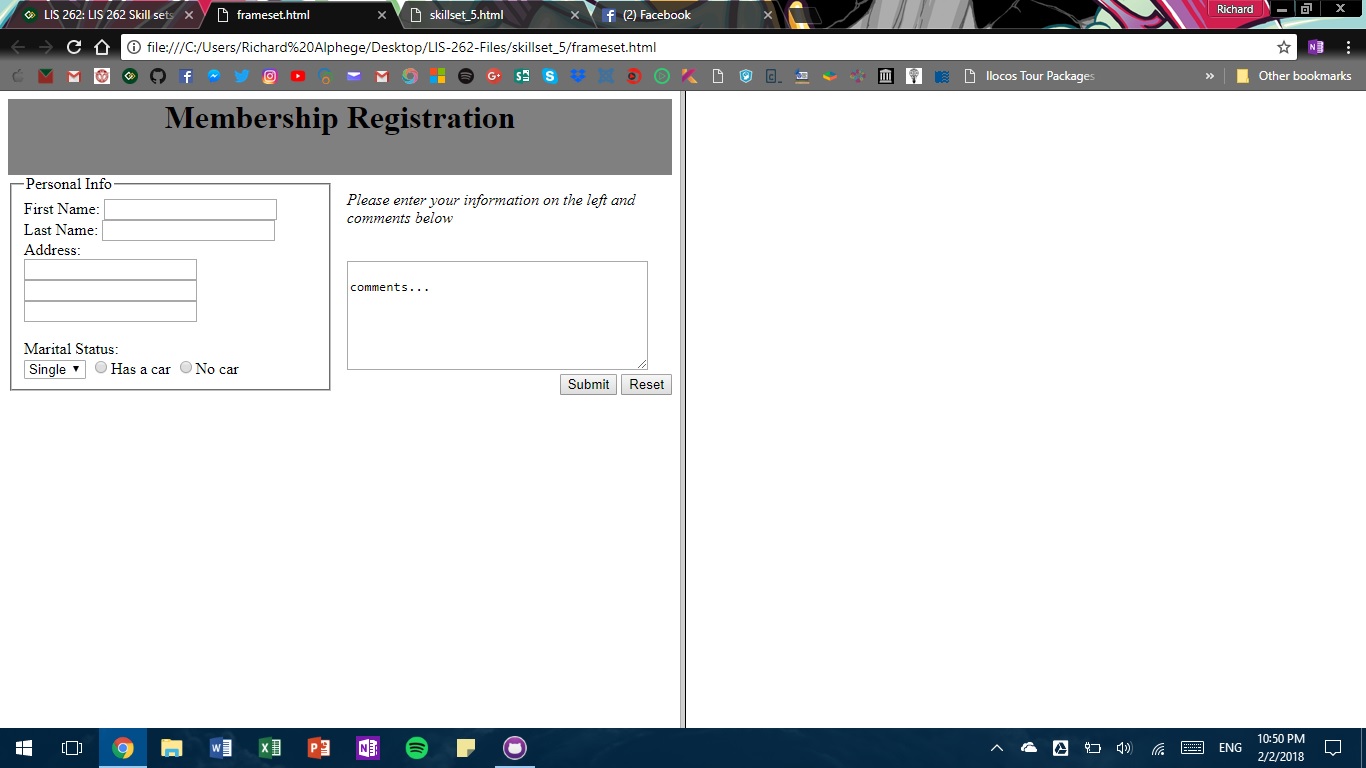 LIS 262: LIS 262 Skill sets
frameset.html
skillset_5.html
(2) Facebook
Richard
file:///C:/Users/Richard%20Alphege/Desktop/LIS-262-Files/skillset_5/frameset.html
Ilocos Tour Packages
»
Other bookmarks
Membership Registration
Personal Info
First Name:
Last Name:
Address:
Marital Status:
Single
Has a car
No car
Please enter your information on the left and
comments below
comments...
Submit
Reset
ENG
10:50 PM
2/2/2018